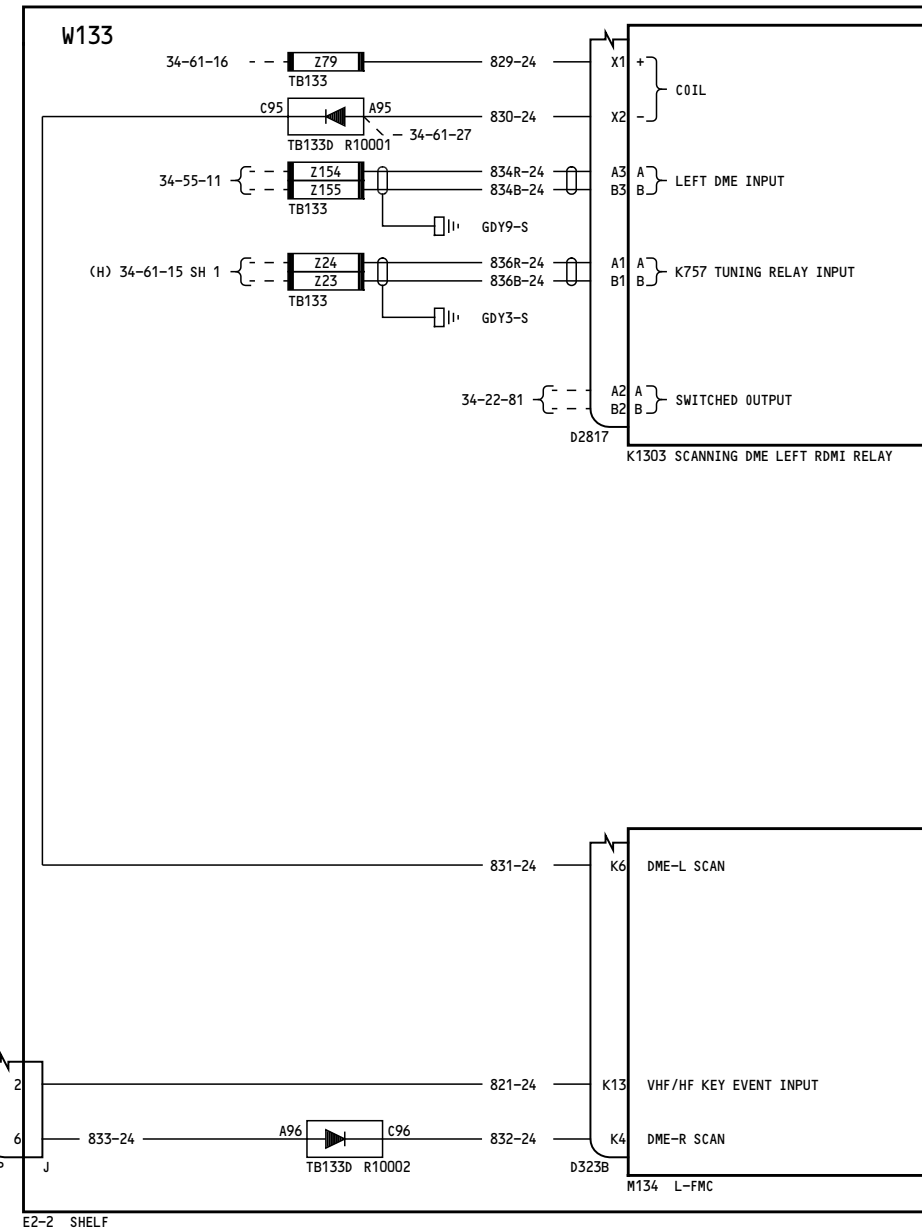 W133
34-61-16 Z79 829-24 X1 +
TB133
COIL
C95 A95 830-24 X2 -
34-61-27
TB133D R10001
Z154 834R-24 A3 A
34-55-11 LEFT DME INPUT
Z155 834B-24 B3 B
TB133
GDY9-S
Z24 836R-24 A1 A
(H) 34-61-15 SH 1 K757 TUNING RELAY INPUT
Z23 836B-24 B1 B
TB133
GDY3-S
A2 A
34-22-81 SWITCHED OUTPUT
B2 B
D2817
K1303 SCANNING DME LEFT RDMI RELAY
831-24 K6 DME-L SCAN
2 821-24 K13 VHF/HF KEY EVENT INPUT
6 833-24 A96 C96 832-24 K4 DME-R SCAN
P J TB133D R10002 D323B
M134 L-FMC
E2-2 SHELF